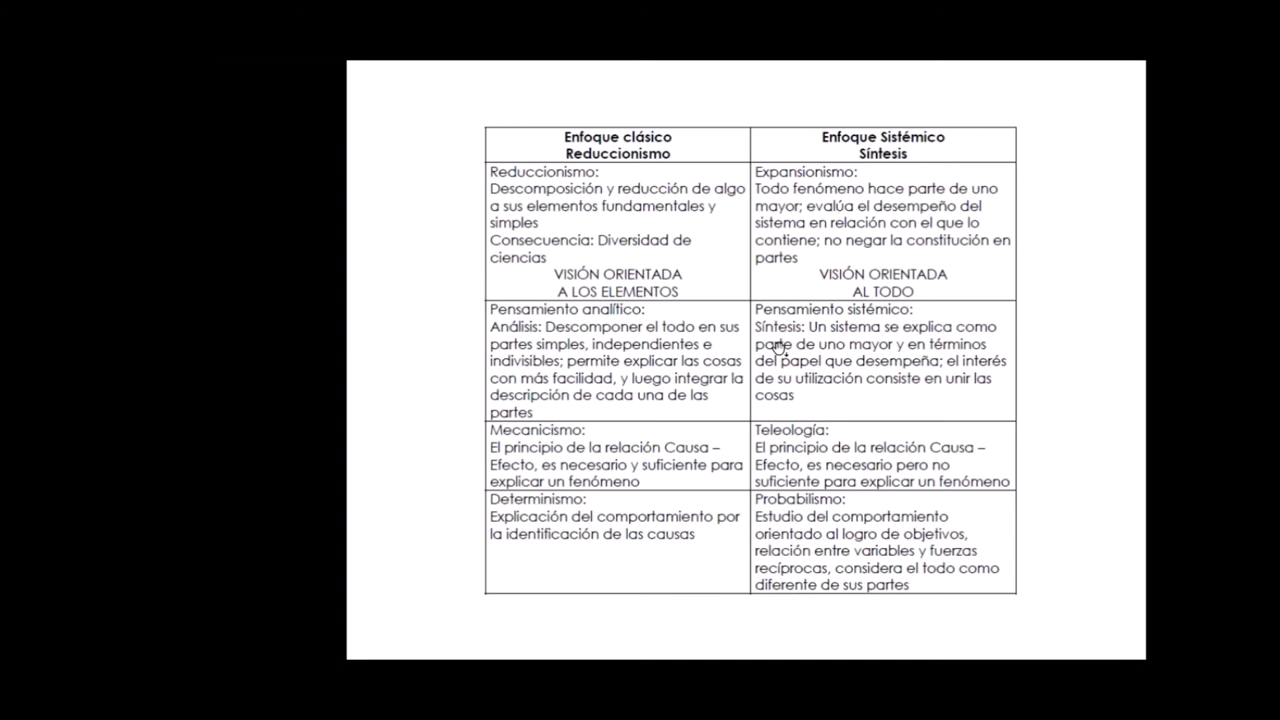 Enfoque clásico
Reduccionismo
Enfoque Sistémico
Síntesis
Reduccionismo:
Descomposición y reducción de algo
a sus elementos fundamentales y
simples
Consecuencia: Diversidad de
ciencias
VISIÓN ORIENTADA
A LOS ELEMENTOS
Expansionismo:
Todo fenómeno hace parte de uno
mayor; evalúa el desempeño del
sistema en relación con el que lo
contiene; no negar la constitución en
partes
VISIÓN ORIENTADA
AL TODO
Pensamiento analítico:
Análisis: Descomponer el todo en sus
partes simples, independientes e
indivisibles; permite explicar las cosas
con más facilidad, y luego integrar la
descripción de cada una de las
partes
Pensamiento sistémico:
Síntesis: Un sistema se explica como
parte de uno mayor y en términos
del papel que desempeña; el interés
de su utilización consiste en unir las
cosas
Mecanicismo:
El principio de la relación Causa –
Efecto, es necesario y suficiente para
explicar un fenómeno
Teleología:
El principio de la relación Causa –
Efecto, es necesario pero no
suficiente para explicar un fenómeno
Determinismo:
Explicación del comportamiento por
la identificación de las causas
Probabilismo:
Estudio del comportamiento
orientado al logro de objetivos,
relación entre variables y fuerzas
recíprocas, considera el todo como
diferente de sus partes